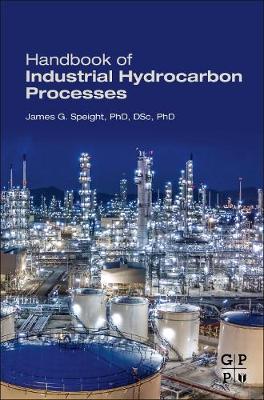 Handbook of
Industrial Hydrocarbon
Processes
James G. Speight, PhD, DSc, PhD
G P
P